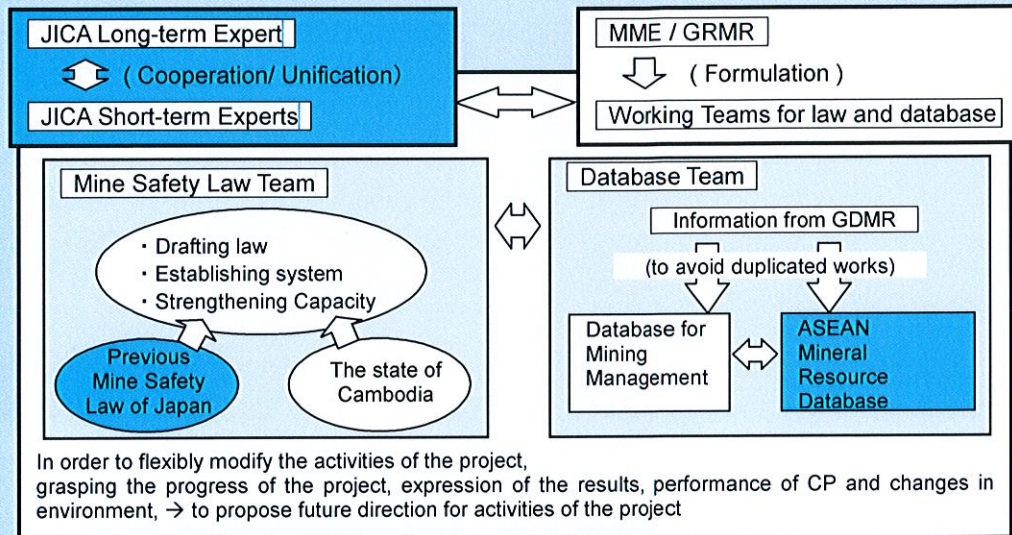 JICA Long-term Expert
( Cooperation/ Unification)
JICA Short-term Experts
MME / GRMR
( Formulation )
Working Teams for law and database
Mine Safety Law Team
・Drafting law
・Establishing system
・Strengthening Capacity
Previous
Mine Safety
Law of Japan
The state of
Cambodia
Database Team
Information from GDMR
(to avoid duplicated works)
Database for
Mining
Management
ASEAN
Mineral
Resource
Database
In order to flexibly modify the activities of the project,
grasping the progress of the project, expression of the results, performance of CP and changes in
environment, → to propose future direction for activities of the project